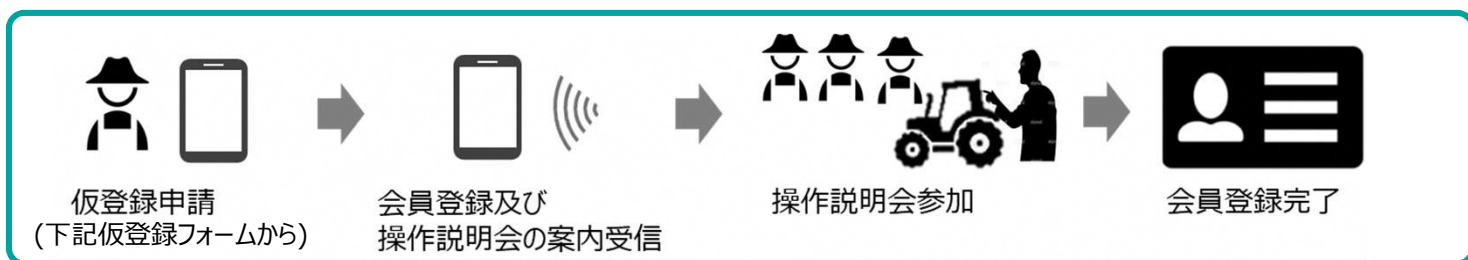 仮登録申請
(下記仮登録フォームから)
会員登録及び
操作説明会の案内受信
操作説明会参加
会員登録完了